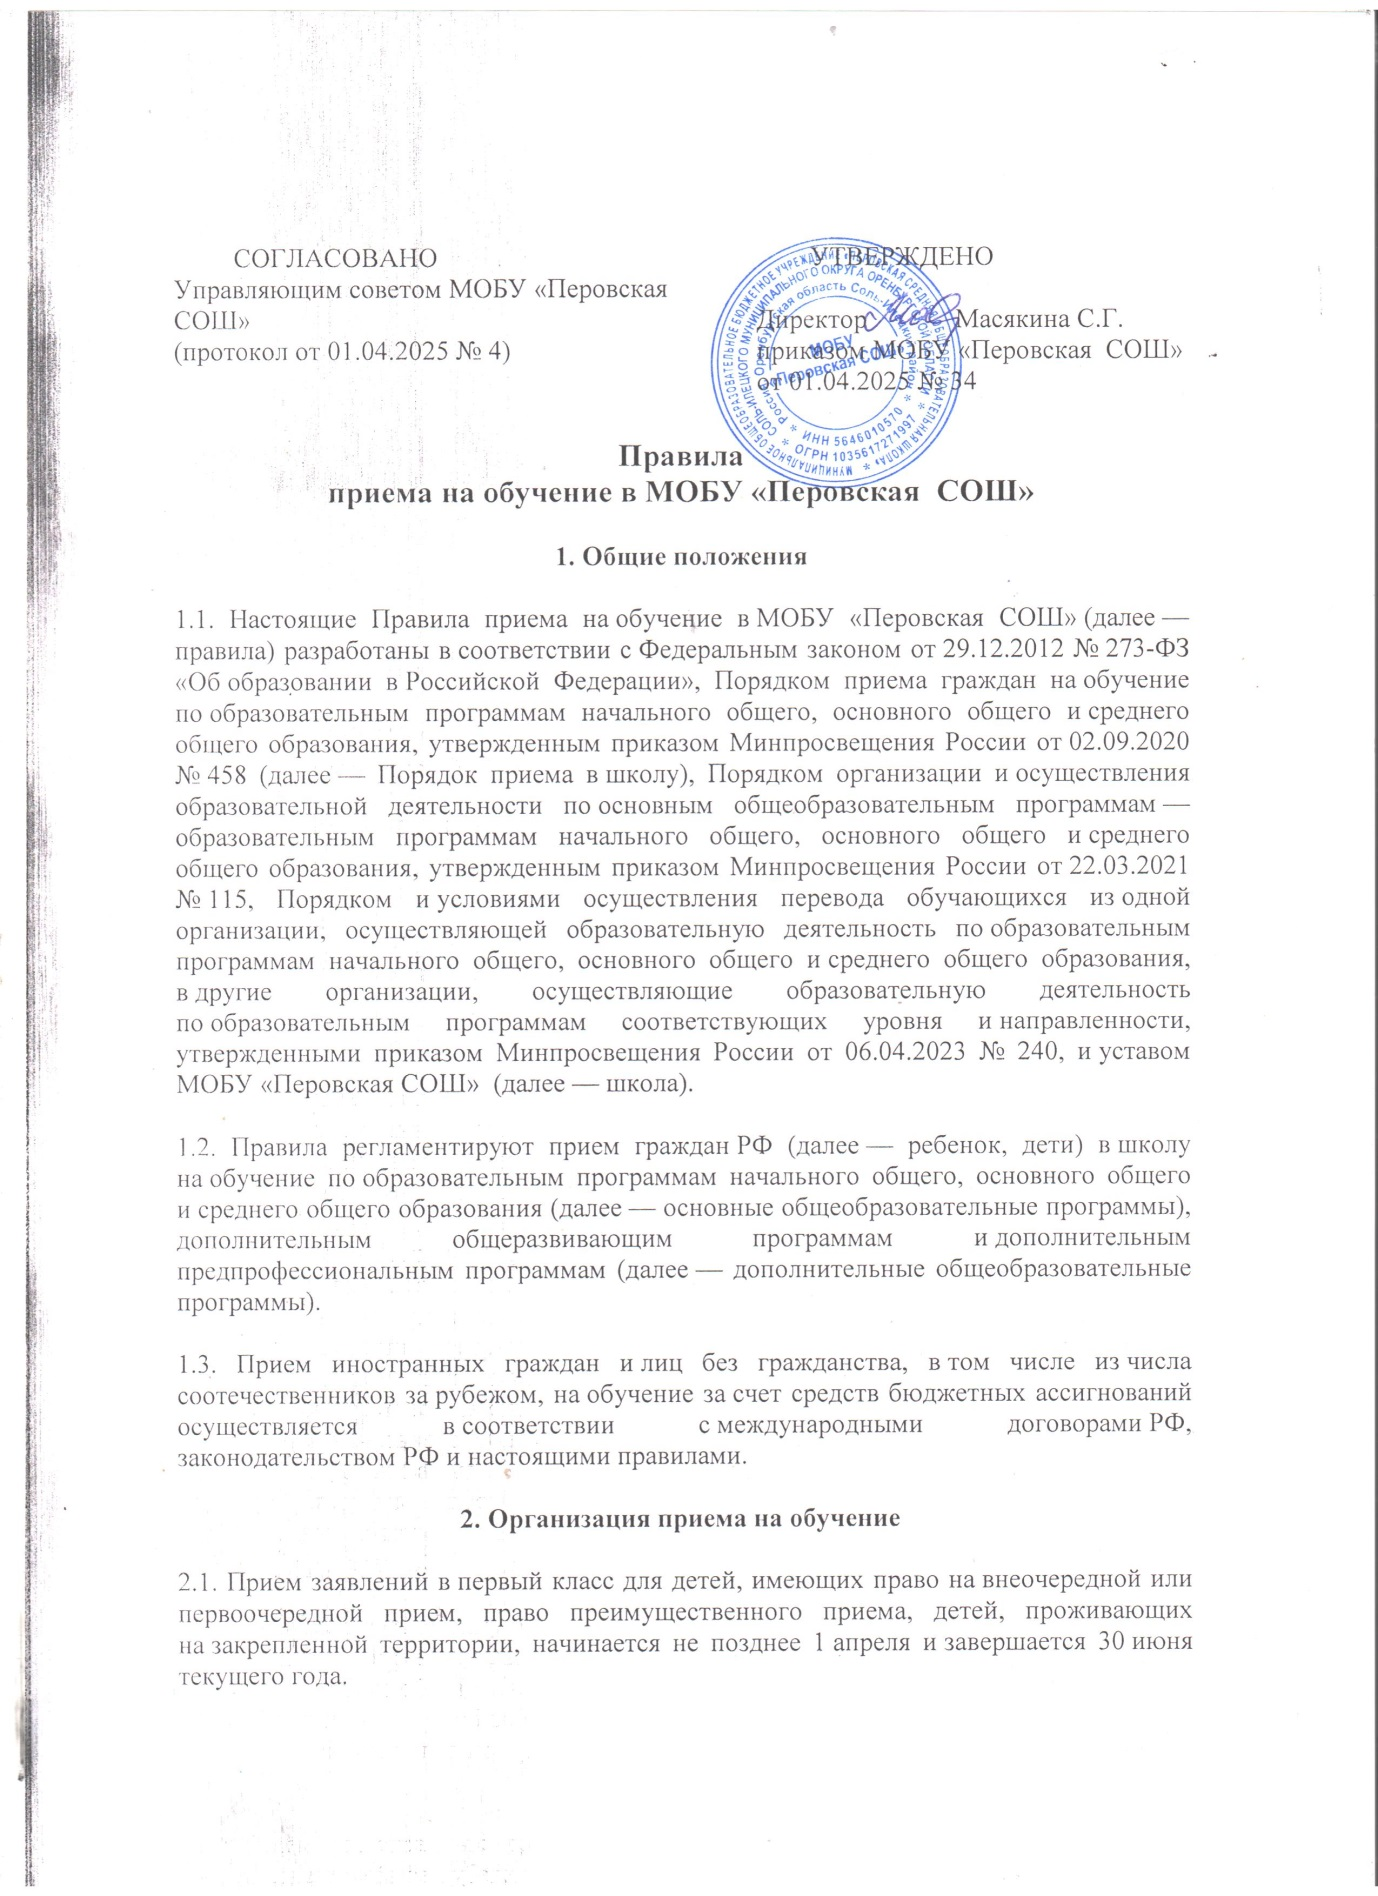 СОГЛАСОВАНО
Управляющим советом МОБУ «Перовская
СОШ»
(протокол от 01.04.2025 № 4)
УТВЕРЖДЕНО
Директор Масякина С.Г.
приказом МОБУ «Перовская СОШ»
от 01.04.2025 № 34
МОБУ
«Перовская СОШ»
* ИНН 5646010570 *
* ОГРН 1035617271997 *
Правила
приема на обучение в МОБУ «Перовская СОШ»
1. Общие положения
1.1. Настоящие Правила приема на обучение в МОБУ «Перовская СОШ» (далее —
правила) разработаны в соответствии с Федеральным законом от 29.12.2012 № 273-ФЗ
«Об образовании в Российской Федерации», Порядком приема граждан на обучение
по образовательным программам начального общего, основного общего и среднего
общего образования, утвержденным приказом Минпросвещения России от 02.09.2020
№ 458 (далее — Порядок приема в школу), Порядком организации и осуществления
образовательной деятельности по основным общеобразовательным программам —
образовательным программам начального общего, основного общего и среднего
общего образования, утвержденным приказом Минпросвещения России от 22.03.2021
№ 115, Порядком и условиями осуществления перевода обучающихся из одной
организации, осуществляющей образовательную деятельность по образовательным
программам начального общего, основного общего и среднего общего образования,
в другие организации, осуществляющие образовательную деятельность
по образовательным программам соответствующих уровня и направленности,
утвержденными приказом Минпросвещения России от 06.04.2023 № 240, и уставом
МОБУ «Перовская СОШ» (далее — школа).
1.2. Правила регламентируют прием граждан РФ (далее — ребенок, дети) в школу
на обучение по образовательным программам начального общего, основного общего
и среднего общего образования (далее — основные общеобразовательные программы),
дополнительным общеразвивающим программам и дополнительным
предпрофессиональным программам (далее — дополнительные общеобразовательные
программы).
1.3. Прием иностранных граждан и лиц без гражданства, в том числе из числа
соотечественников за рубежом, на обучение за счет средств бюджетных ассигнований
осуществляется в соответствии с международными договорами РФ,
законодательством РФ и настоящими правилами.
2. Организация приема на обучение
2.1. Прием заявлений в первый класс для детей, имеющих право на внеочередной или
первоочередной прием, право преимущественного приема, детей, проживающих
на закрепленной территории, начинается не позднее 1 апреля и завершается 30 июня
текущего года.